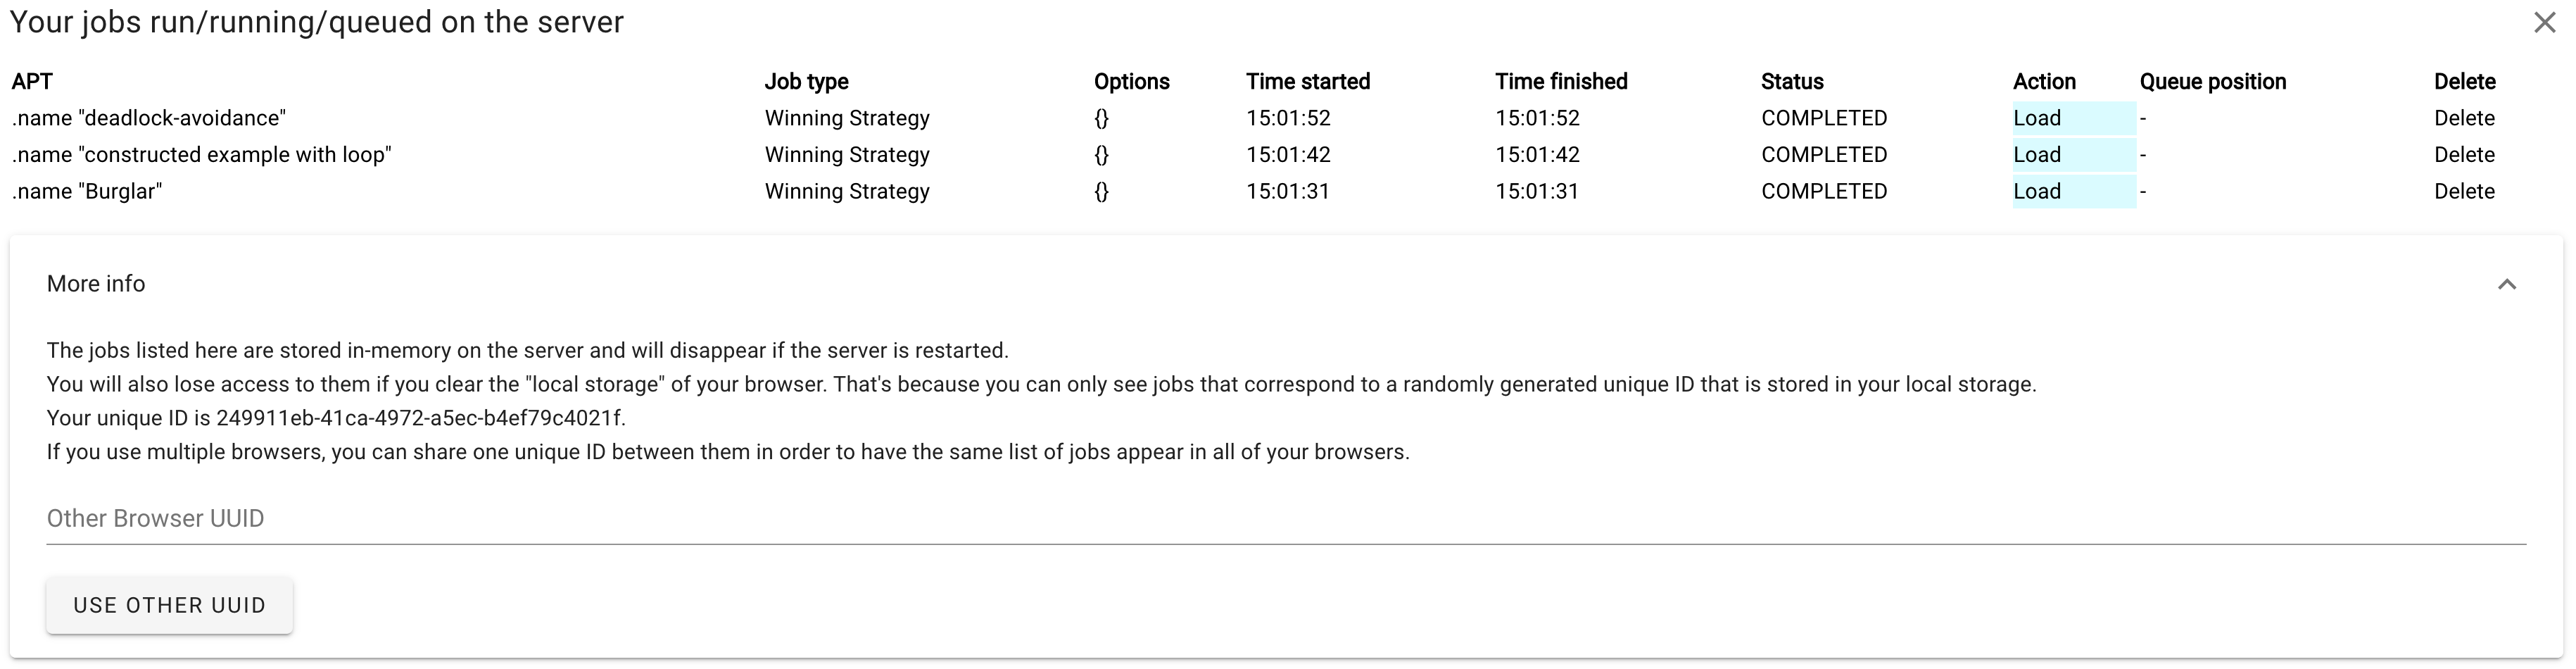 Your jobs run/running/queued on the server
APT Job type Options Time started Time finished Status Action Queue position Delete
.name "deadlock-avoidance" Winning Strategy {} 15:01:52 15:01:52 COMPLETED Load - Delete
.name "constructed example with loop" Winning Strategy {} 15:01:42 15:01:42 COMPLETED Load - Delete
.name "Burglar" Winning Strategy {} 15:01:31 15:01:31 COMPLETED Load - Delete
More info
The jobs listed here are stored in-memory on the server and will disappear if the server is restarted.
You will also lose access to them if you clear the "local storage" of your browser. That's because you can only see jobs that correspond to a randomly generated unique ID that is stored in your local storage.
Your unique ID is 249911eb-41ca-4972-a5ec-b4ef79c4021f.
If you use multiple browsers, you can share one unique ID between them in order to have the same list of jobs appear in all of your browsers.
Other Browser UUID
USE OTHER UUID